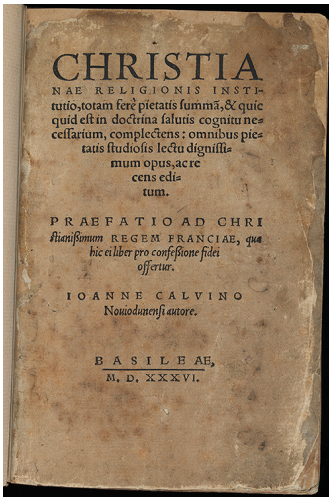 CHRISTIA
NAE RELIGIONIS INSTI-
tutio, totam ferè pietatis summã, & quic
quid est in doctrina salutis cognitu ne-
cessarium, complectens: omnibus pie-
tatis studiosis lectu dignissi-
mum opus, ac re
cens edi-
tum.
PRAEFATIO AD CHRI
stianißimum REGEM FRANCIAE, qua
hic ei liber pro confeßione fidei
offertur.
IOANNE CALVINO
Nouiodunensi autore.
BASILEAE,
M. D. XXXVI.